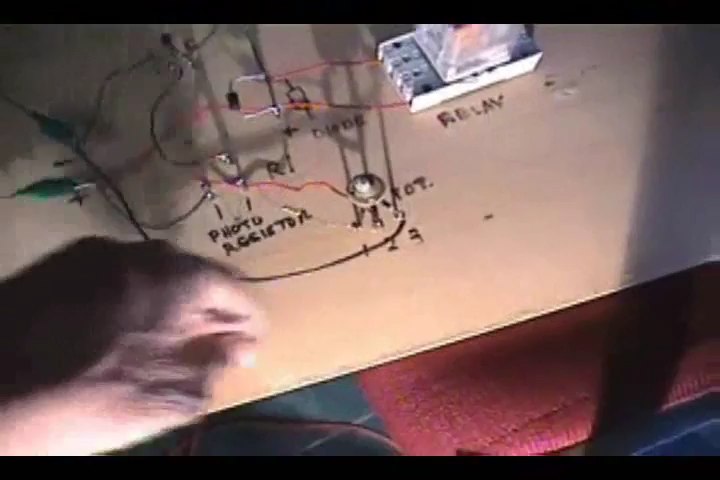 RELAY
DIODE
R1
POT.
PHOTO
RESISTOR
1 2 3